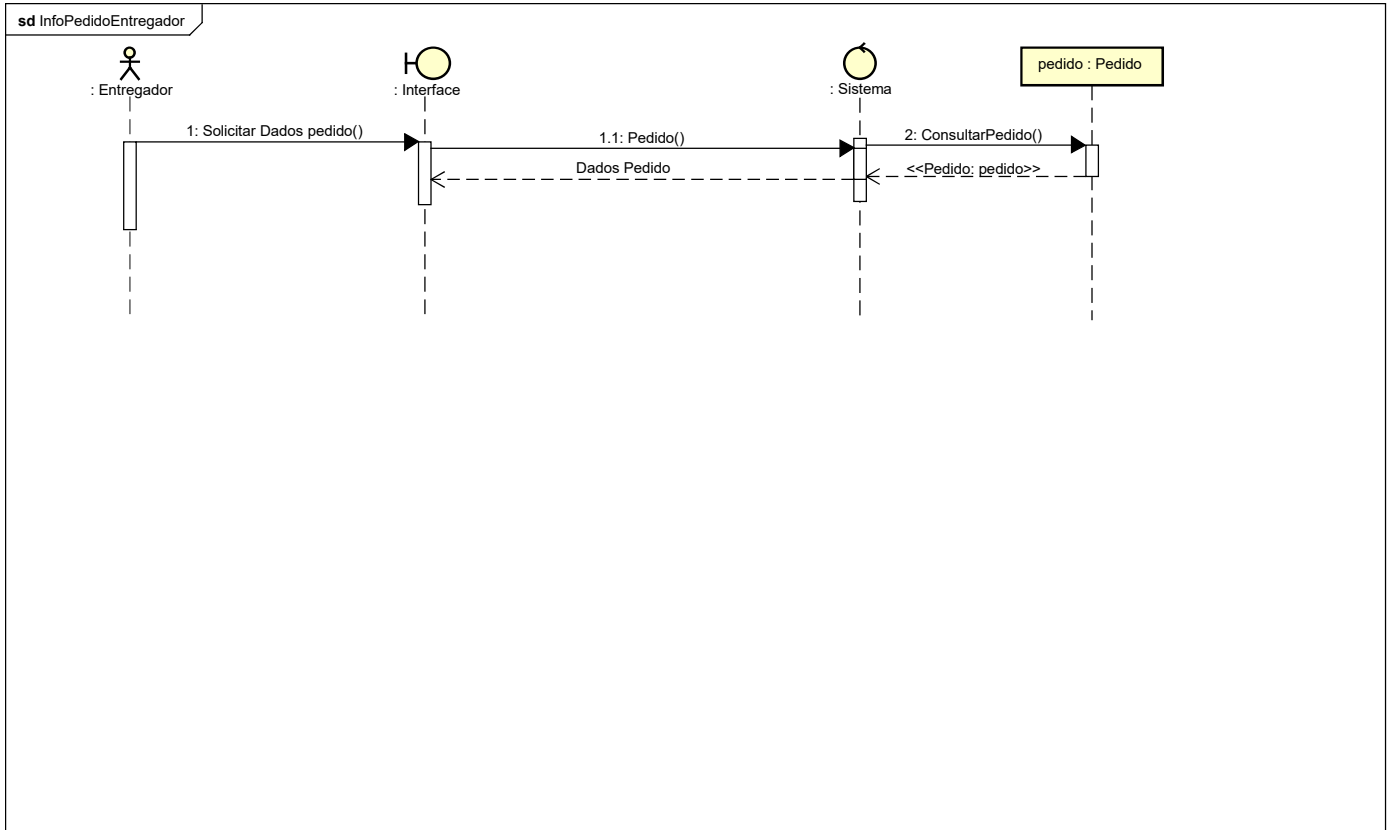 sd InfoPedidoEntregador
: Entregador
: Interface
: Sistema
pedido : Pedido
1: Solicitar Dados pedido()
1.1: Pedido()
2: ConsultarPedido()
Dados Pedido
<<Pedido: pedido>>